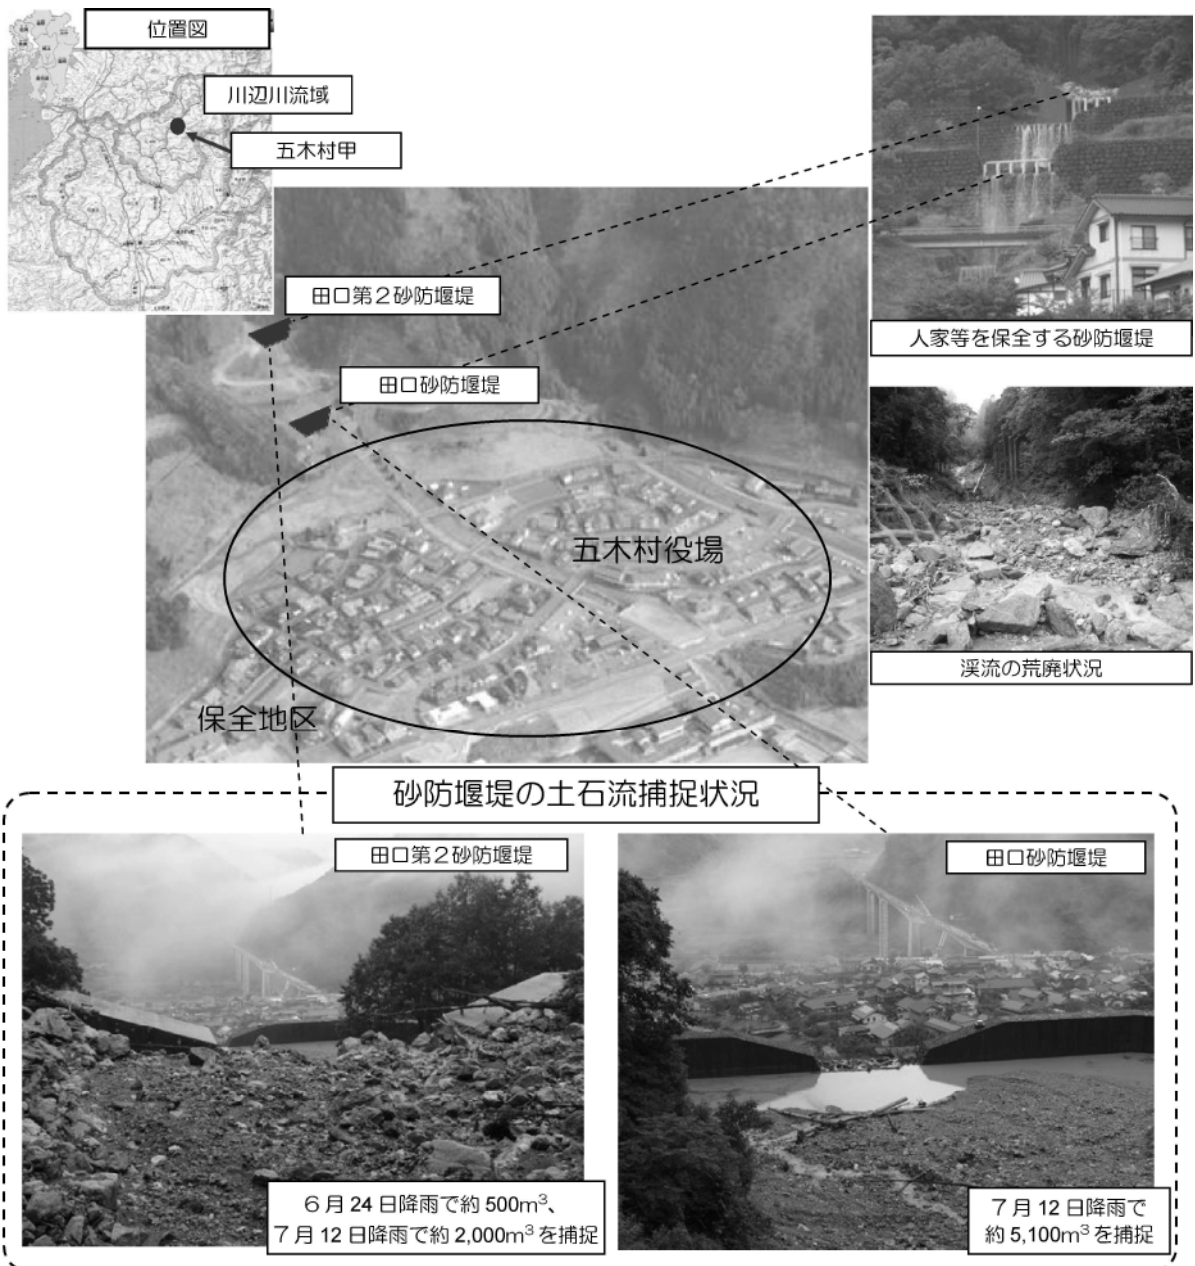 位置図
川辺川流域
五木村甲
田口第２砂防堰堤
田口砂防堰堤
人家等を保全する砂防堰堤
五木村役場
渓流の荒廃状況
保全地区
砂防堰堤の土石流捕捉状況
田口第２砂防堰堤
田口砂防堰堤
６月 24 日降雨で約 500m³、
７月 12 日降雨で約 2,000m³ を捕捉
７月 12 日降雨で
約 5,100m³ を捕捉